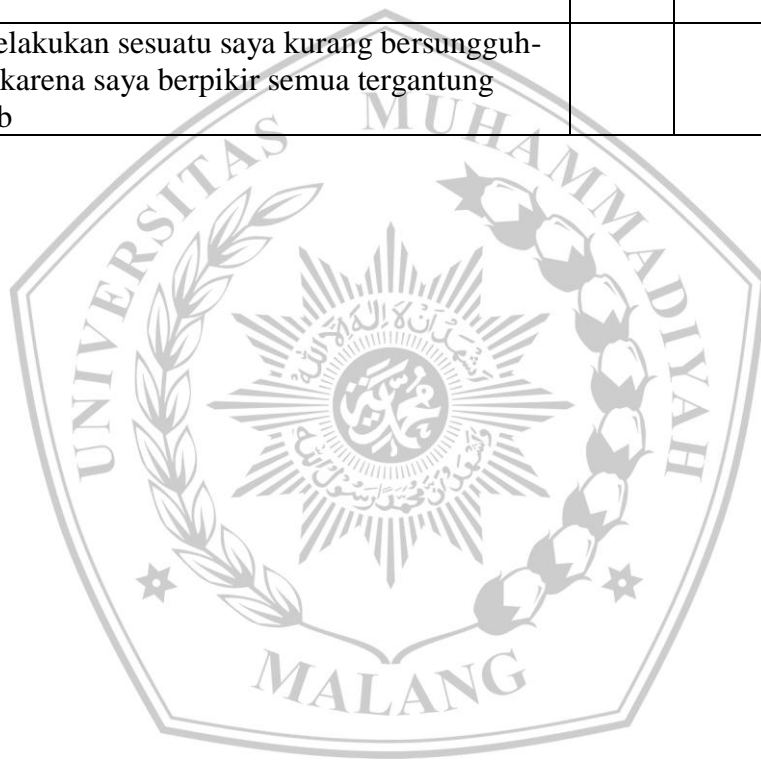 elakukan sesuatu saya kurang bersungguh-
karena saya berpikir semua tergantung
b
UNIVERSITAS MUHAMMADIYAH
MALANG